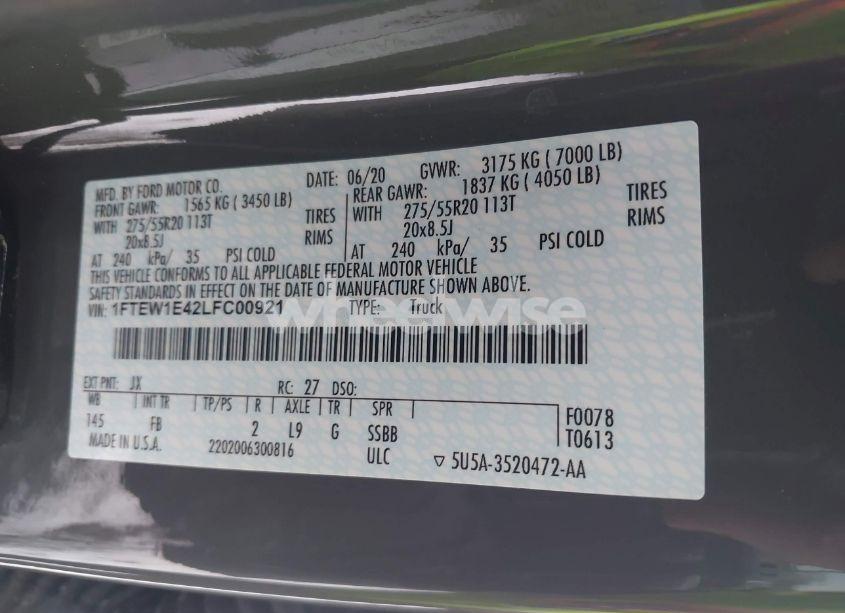 MFD. BY FORD MOTOR CO. DATE: 06/20 GVWR: 3175 KG ( 7000 LB)
FRONT GAWR: 1565 KG ( 3450 LB) REAR GAWR: 1837 KG ( 4050 LB)
WITH 275/55R20 113T TIRES WITH 275/55R20 113T TIRES
20x8.5J RIMS 20x8.5J RIMS
AT 240 kPa/ 35 PSI COLD AT 240 kPa/ 35 PSI COLD
THIS VEHICLE CONFORMS TO ALL APPLICABLE FEDERAL MOTOR VEHICLE
SAFETY STANDARDS IN EFFECT ON THE DATE OF MANUFACTURE SHOWN ABOVE.
VIN: 1FTEW1E42LFC00921 TYPE: Truck
wheelwise
EXT PNT: JX RC: 27 DSO:
WB INT TR TP/PS R AXLE TR SPR F0078
145 FB 2 L9 G SSBB T0613
MADE IN U.S.A. 2202006300816 ULC ▽ 5U5A-3520472-AA